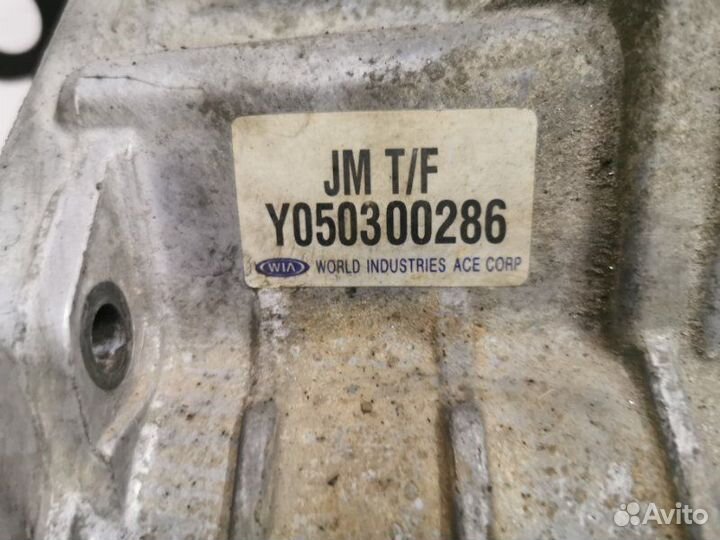 JM T/F
Y050300286
WIA WORLD INDUSTRIES ACE CORP
Avito